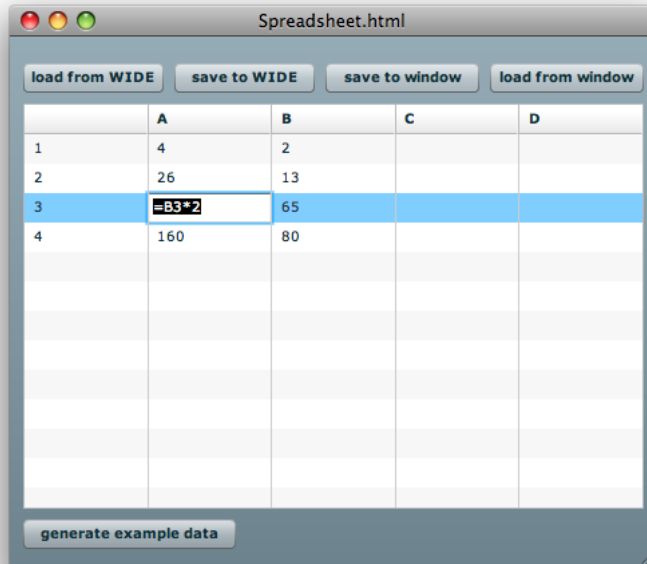 Spreadsheet.html
load from WIDE save to WIDE save to window load from window
A B C D
1 4 2
2 26 13
3 =B3*2 65
4 160 80
generate example data